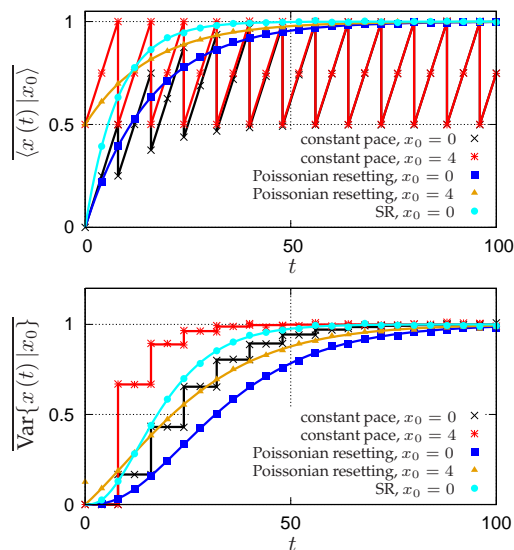 1
0.5
0
⟨x (t) |x₀⟩
constant pace, x₀ = 0
constant pace, x₀ = 4
Poissonian resetting, x₀ = 0
Poissonian resetting, x₀ = 4
SR, x₀ = 0
0 50 100
t
1
0.5
0
Var{x (t) |x₀}
constant pace, x₀ = 0
constant pace, x₀ = 4
Poissonian resetting, x₀ = 0
Poissonian resetting, x₀ = 4
SR, x₀ = 0
0 50 100
t